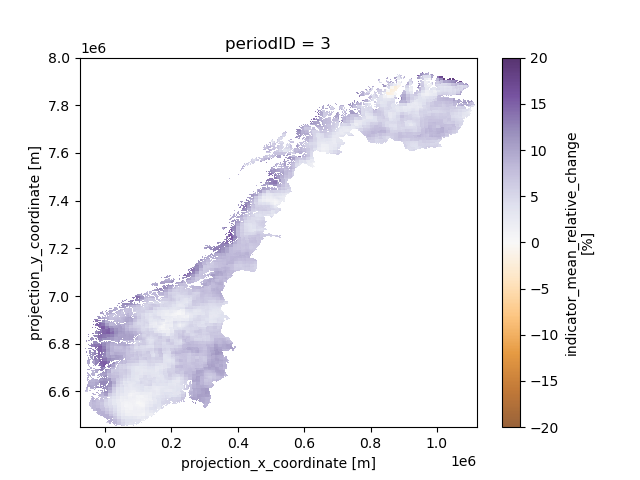 periodID = 3
1e6
8.0
7.8
7.6
7.4
7.2
7.0
6.8
6.6
projection_y_coordinate [m]
0.0 0.2 0.4 0.6 0.8 1.0
1e6
projection_x_coordinate [m]
20
15
10
5
0
−5
−10
−15
−20
indicator_mean_relative_change
[%]